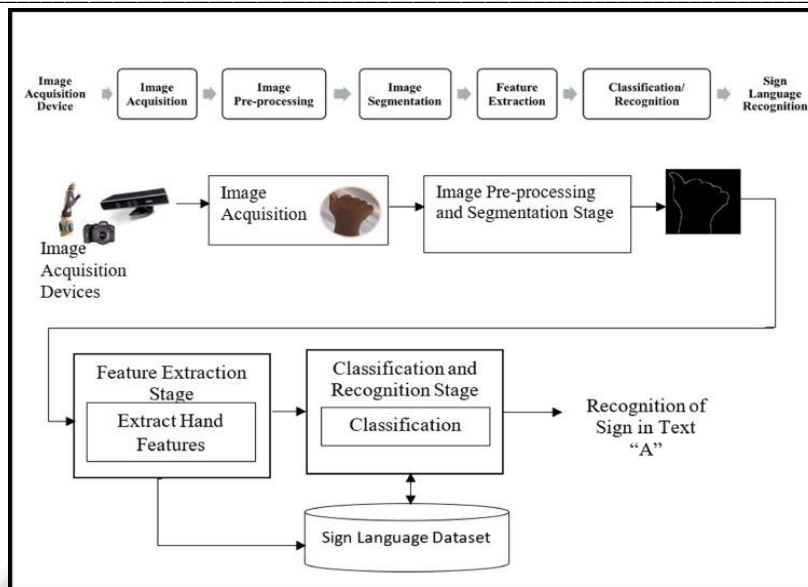 Image
Acquisition
Device
Image
Acquisition
Image
Pre-processing
Image
Segmentation
Feature
Extraction
Classification/
Recognition
Sign
Language
Recognition
Image
Acquisition
Devices
Image
Acquisition
Image Pre-processing
and Segmentation Stage
Feature Extraction
Stage
Extract Hand
Features
Classification and
Recognition Stage
Classification
Recognition of
Sign in Text
“A”
Sign Language Dataset